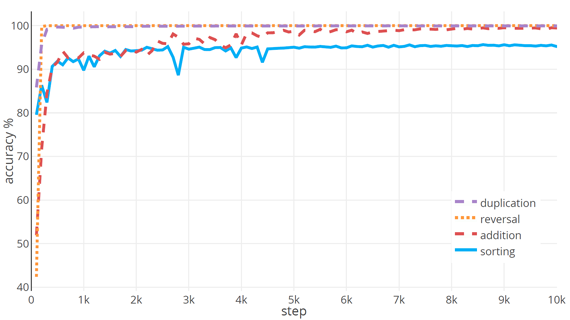 100
90
80
70
60
50
40
accuracy %
0
1k
2k
3k
4k
5k
6k
7k
8k
9k
10k
step
duplication
reversal
addition
sorting